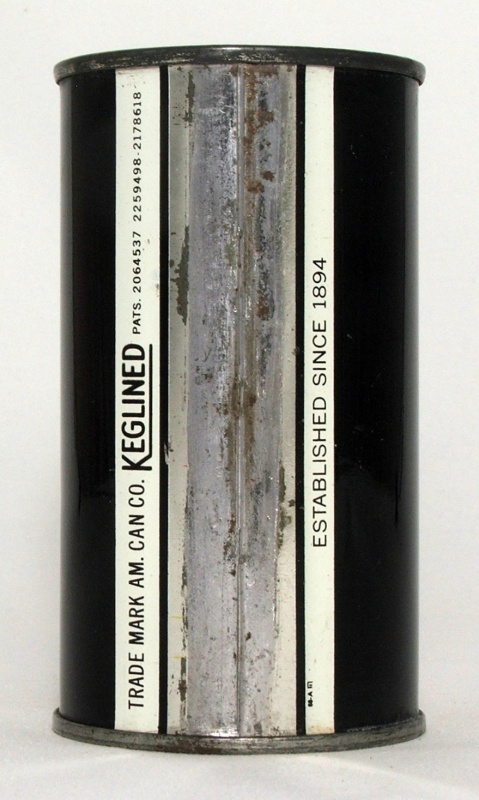 TRADE MARK AM. CAN CO. KEGLINED PATS. 2064537 2259498-2178618
ESTABLISHED SINCE 1894